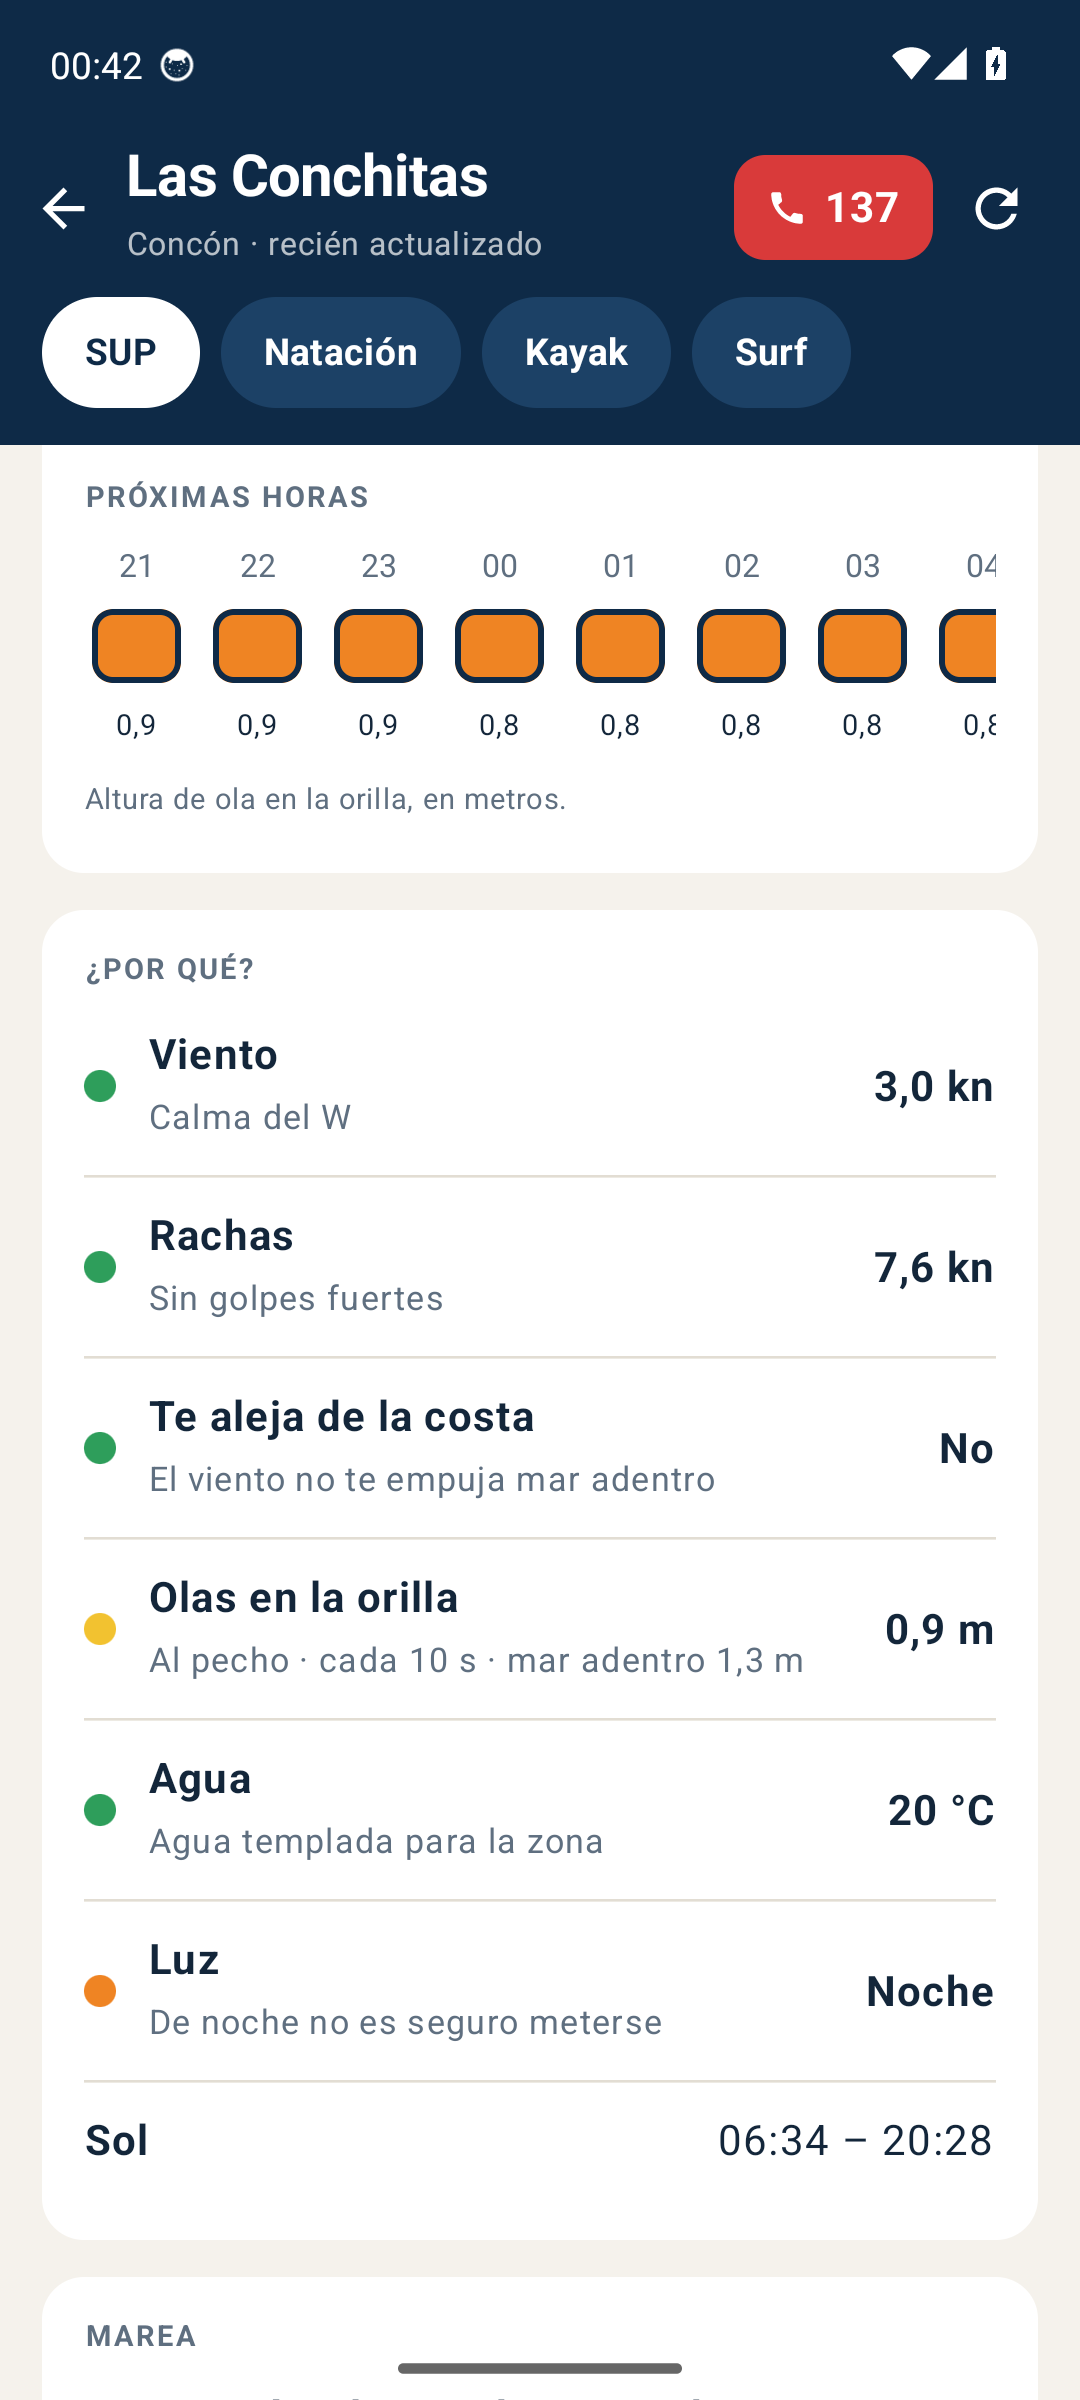 00:42
Las Conchitas
Concón · recién actualizado
137
SUP Natación Kayak Surf
PRÓXIMAS HORAS
21 22 23 00 01 02 03 04
0,9 0,9 0,9 0,8 0,8 0,8 0,8 0,8
Altura de ola en la orilla, en metros.
¿POR QUÉ?
Viento
Calma del W
3,0 kn
Rachas
Sin golpes fuertes
7,6 kn
Te aleja de la costa
El viento no te empuja mar adentro
No
Olas en la orilla
Al pecho · cada 10 s · mar adentro 1,3 m
0,9 m
Agua
Agua templada para la zona
20 °C
Luz
De noche no es seguro meterse
Noche
Sol 06:34 – 20:28
MAREA